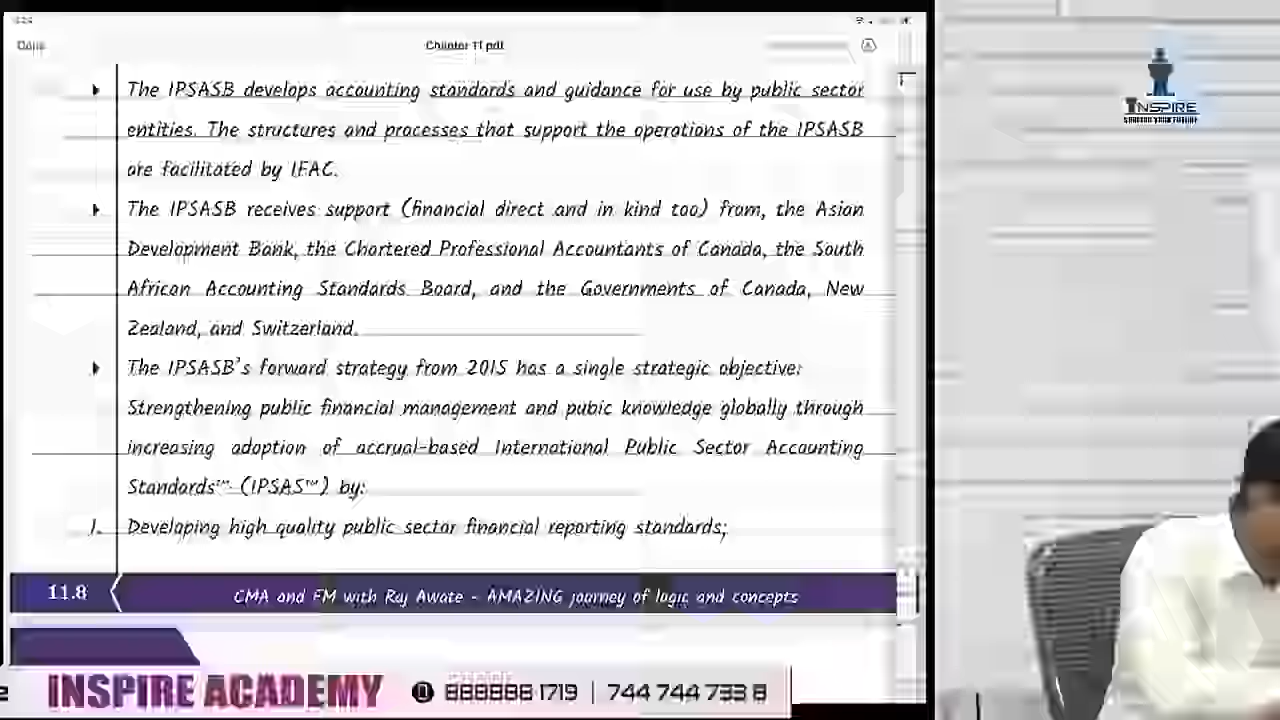 Chapter 11.pdf
The IPSASB develops accounting standards and guidance for use by public sector
entities. The structures and processes that support the operations of the IPSASB
are facilitated by IFAC.
The IPSASB receives support (financial direct and in kind too) from, the Asian
Development Bank, the Chartered Professional Accountants of Canada, the South
African Accounting Standards Board, and the Governments of Canada, New
Zealand, and Switzerland.
The IPSASB's forward strategy from 2015 has a single strategic objective:
Strengthening public financial management and pubic knowledge globally through
increasing adoption of accrual-based International Public Sector Accounting
Standards™ (IPSAS™) by:
1. Developing high quality public sector financial reporting standards;
11.8 CMA and FM with Raj Awate - AMAZING journey of logic and concepts
INSPIRE ACADEMY 888888 1719 | 744 744 733 8
INSPIRE